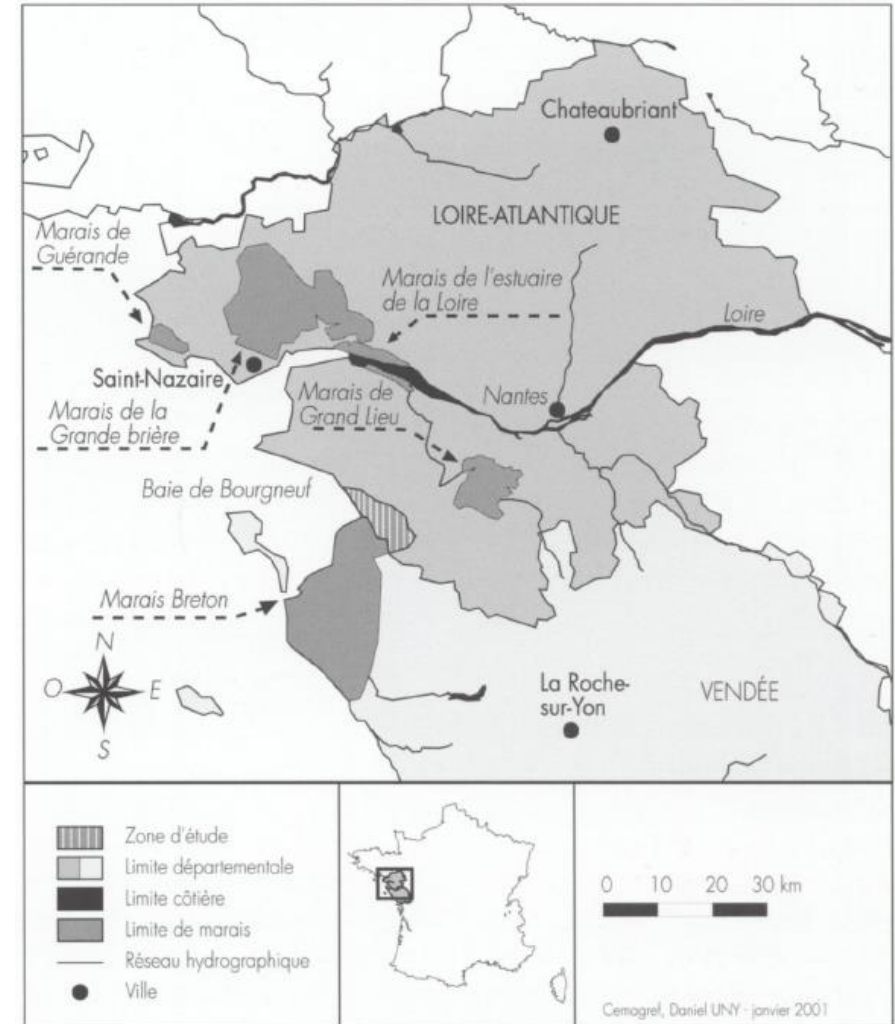 Chateaubriant
LOIRE-ATLANTIQUE
Marais de
Guérande
Marais de l'estuaire
de la Loire
Loire
Saint-Nazaire
Marais de
Grand Lieu
Nantes
Marais de la
Grande brière
Baie de Bourgneuf
Marais Breton
N
O
E
S
La Roche-
sur-Yon
VENDÉE
Zone d'étude
Limite départementale
Limite côtière
Limite de marais
Réseau hydrographique
Ville
0 10 20 30 km
Cemagref, Daniel UNY - janvier 2001